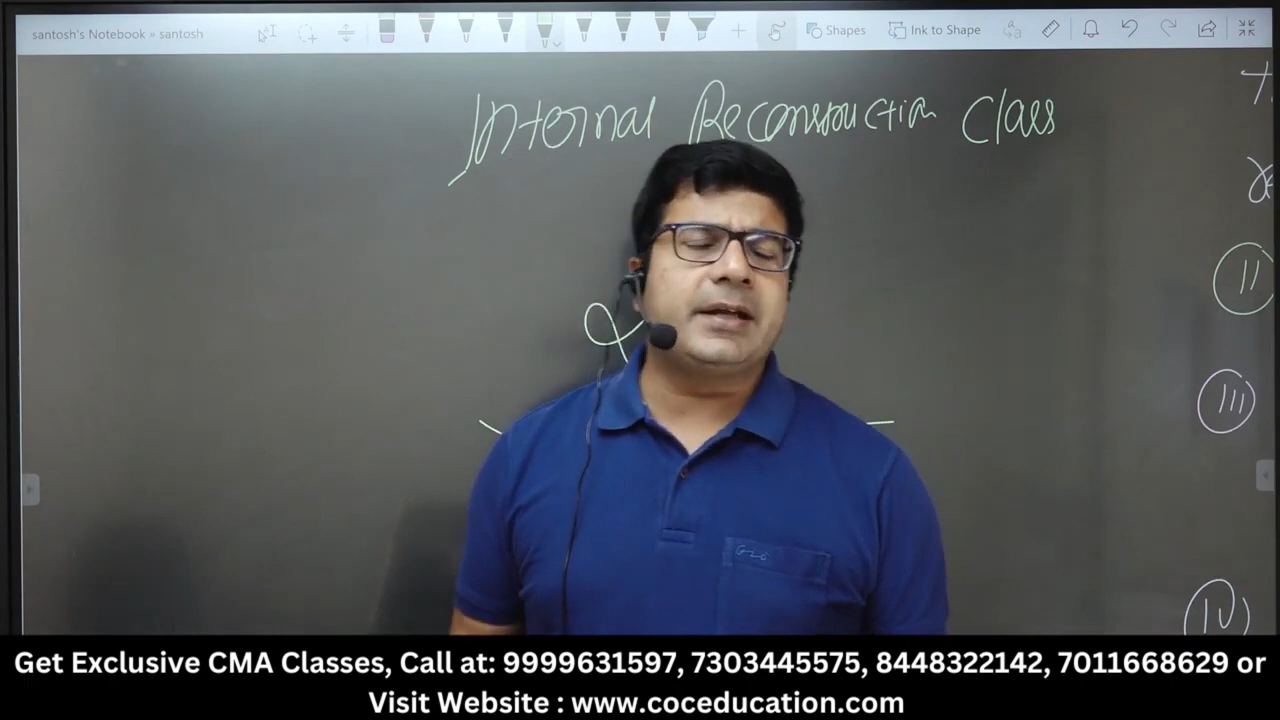 santosh's Notebook » santosh
Shapes
Ink to Shape
Internal Reconstruction Class
II
III
IV
Get Exclusive CMA Classes, Call at: 9999631597, 7303445575, 8448322142, 7011668629 or
Visit Website : www.coceducation.com